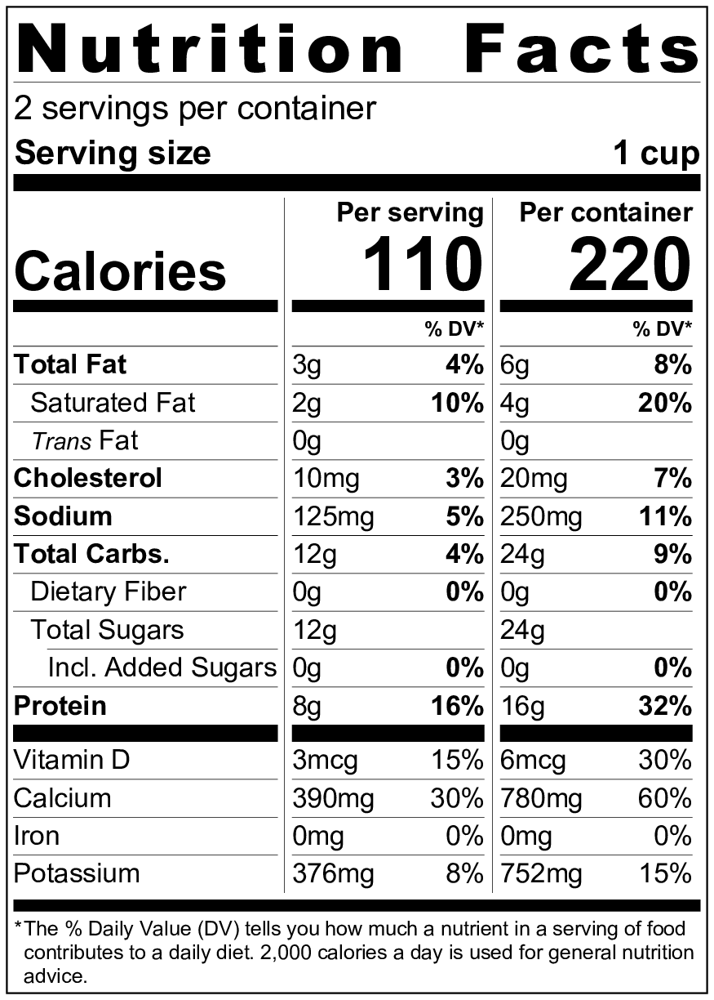 Nutrition Facts
2 servings per container
Serving size 1 cup
Per serving Per container
Calories 110 220
% DV* % DV*
Total Fat 3g 4% 6g 8%
Saturated Fat 2g 10% 4g 20%
Trans Fat 0g 0g
Cholesterol 10mg 3% 20mg 7%
Sodium 125mg 5% 250mg 11%
Total Carbs. 12g 4% 24g 9%
Dietary Fiber 0g 0% 0g 0%
Total Sugars 12g 24g
Incl. Added Sugars 0g 0% 0g 0%
Protein 8g 16% 16g 32%
Vitamin D 3mcg 15% 6mcg 30%
Calcium 390mg 30% 780mg 60%
Iron 0mg 0% 0mg 0%
Potassium 376mg 8% 752mg 15%
*The % Daily Value (DV) tells you how much a nutrient in a serving of food
contributes to a daily diet. 2,000 calories a day is used for general nutrition
advice.